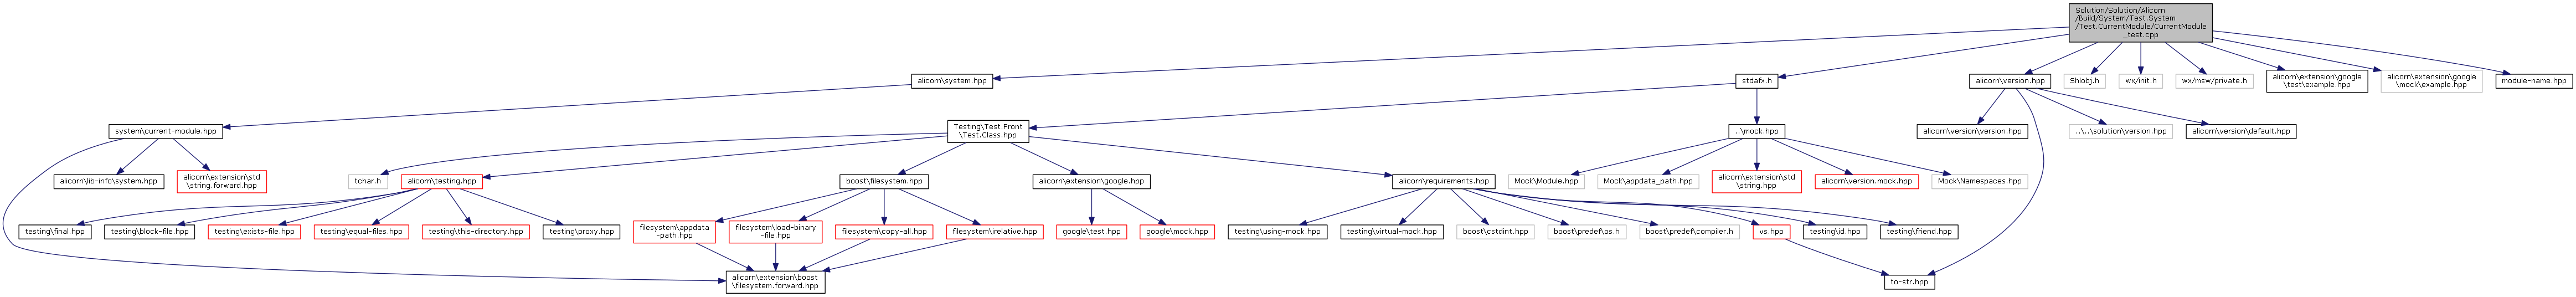 Solution/Solution/Alicorn
/Build/System/Test.System
/Test.CurrentModule/CurrentModule
_test.cpp
alicorn\system.hpp
stdafx.h
alicorn\version.hpp
Shlobj.h
wx/init.h
wx/msw/private.h
alicorn\extension\google
\test\example.hpp
alicorn\extension\google
\mock\example.hpp
module-name.hpp
system\current-module.hpp
Testing\Test.Front
\Test.Class.hpp
..\mock.hpp
alicorn\version\version.hpp
..\..\solution\version.hpp
alicorn\version\default.hpp
alicorn\lib-info\system.hpp
alicorn\extension\std
\string.forward.hpp
tchar.h
alicorn\testing.hpp
boost\filesystem.hpp
alicorn\extension\google.hpp
alicorn\requirements.hpp
Mock\Module.hpp
Mock\appdata_path.hpp
alicorn\extension\std
\string.hpp
alicorn\version.mock.hpp
Mock\Namespaces.hpp
testing\final.hpp
testing\block-file.hpp
testing\exists-file.hpp
testing\equal-files.hpp
testing\this-directory.hpp
testing\proxy.hpp
filesystem\appdata
-path.hpp
filesystem\load-binary
-file.hpp
filesystem\copy-all.hpp
filesystem\relative.hpp
google\test.hpp
google\mock.hpp
testing\using-mock.hpp
testing\virtual-mock.hpp
boost\cstdint.hpp
boost\predef\os.h
boost\predef\compiler.h
vs.hpp
testing\id.hpp
testing\friend.hpp
alicorn\extension\boost
\filesystem.forward.hpp
to-str.hpp